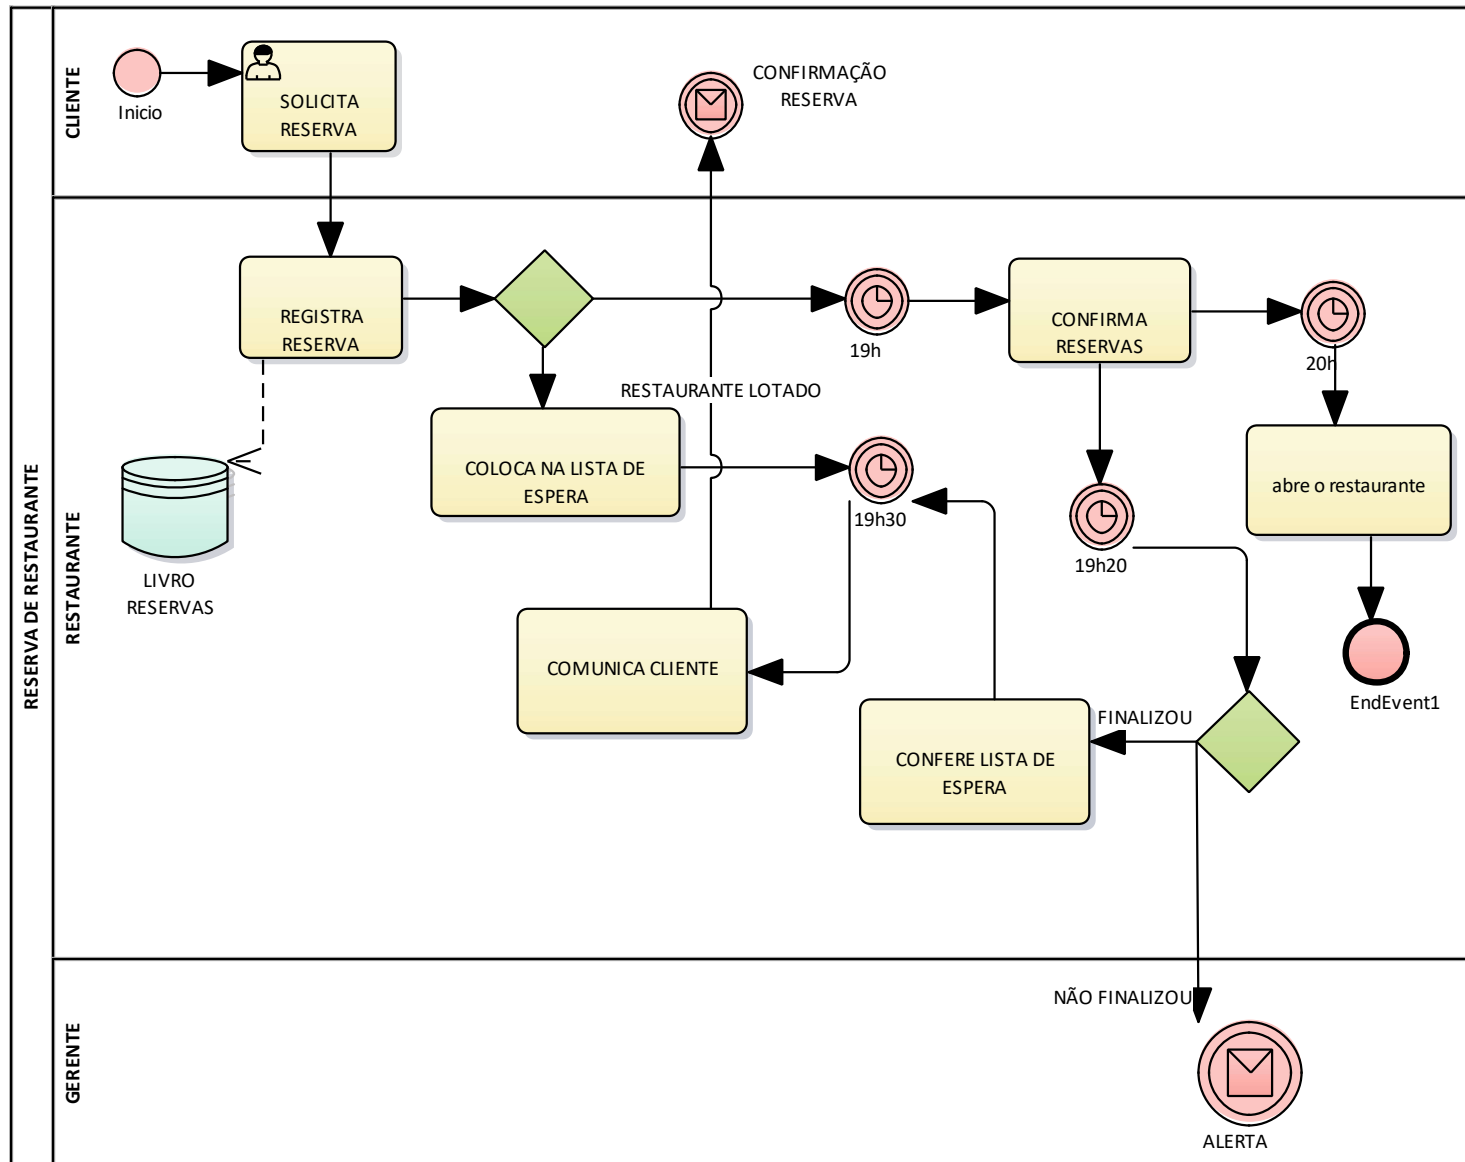 RESERVA DE RESTAURANTE
CLIENTE
Inicio
SOLICITA
RESERVA
CONFIRMAÇÃO
RESERVA
RESTAURANTE
REGISTRA
RESERVA
19h
CONFIRMA
RESERVAS
20h
RESTAURANTE LOTADO
COLOCA NA LISTA DE
ESPERA
19h30
abre o restaurante
19h20
LIVRO
RESERVAS
COMUNICA CLIENTE
EndEvent1
FINALIZOU
CONFERE LISTA DE
ESPERA
GERENTE
NÃO FINALIZOU
ALERTA